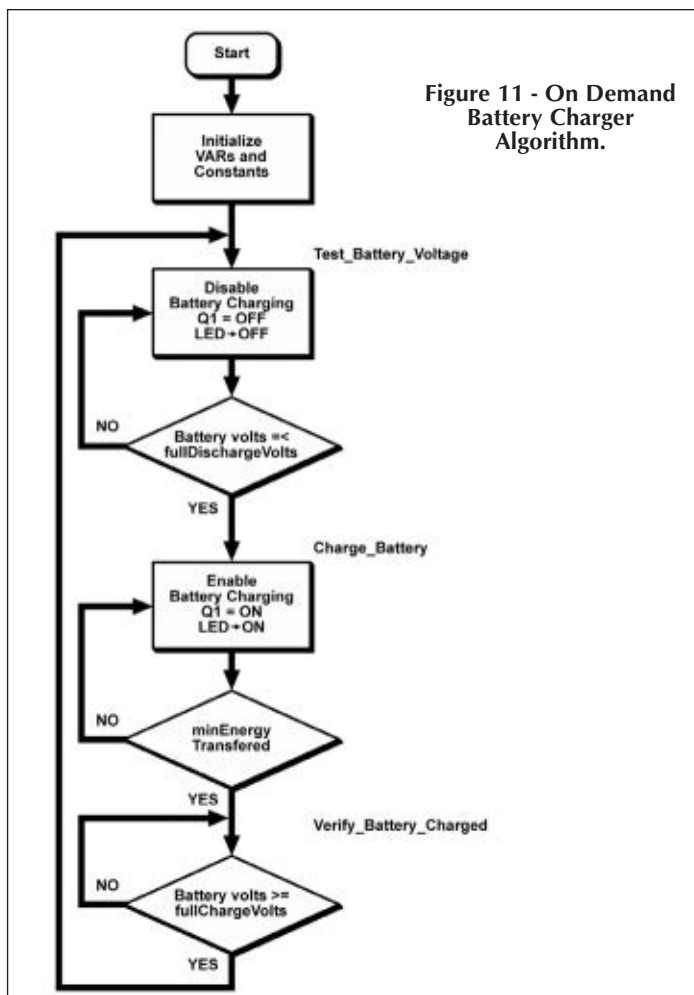 Start
Figure 11 - On Demand
Battery Charger
Algorithm.
Initialize
VARs and
Constants
Test_Battery_Voltage
Disable
Battery Charging
Q1 = OFF
LED→OFF
NO
Battery volts =<
fullDischargeVolts
YES
Charge_Battery
Enable
Battery Charging
Q1 = ON
LED→ON
NO
minEnergy
Transfered
YES
Verify_Battery_Charged
NO
Battery volts >=
fullChargeVolts
YES